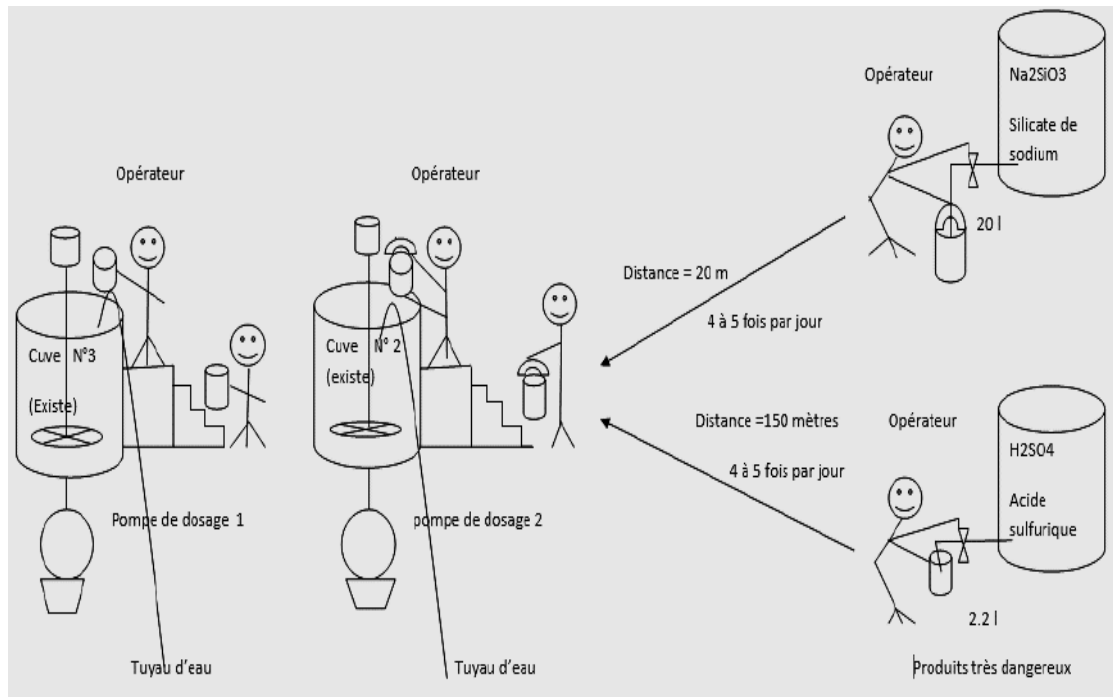 Opérateur
Na2SiO3
Silicate de
sodium
Opérateur
Opérateur
20 l
Distance = 20 m
4 à 5 fois par jour
Cuve N°3
(Existe)
Cuve N° 2
(existe)
Distance =150 mètres
Opérateur
4 à 5 fois par jour
H2SO4
Acide
sulfurique
Pompe de dosage 1
pompe de dosage 2
2.2 l
Tuyau d’eau
Tuyau d’eau
Produits très dangereux